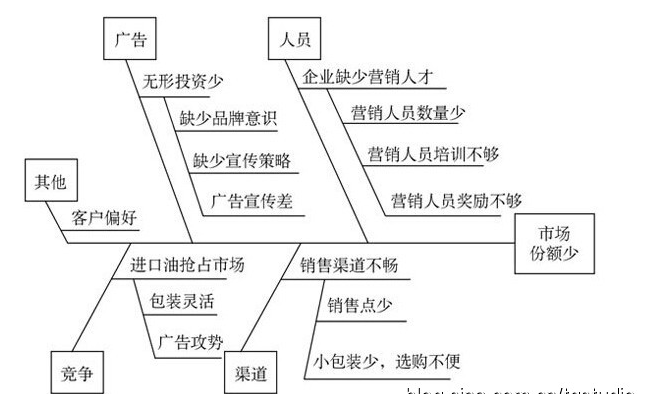 广告
人员
无形投资少
缺少品牌意识
缺少宣传策略
广告宣传差
企业缺少营销人才
营销人员数量少
营销人员培训不够
营销人员奖励不够
其他
客户偏好
市场
份额少
进口油抢占市场
包装灵活
广告攻势
竞争
销售渠道不畅
销售点少
小包装少，选购不便
渠道